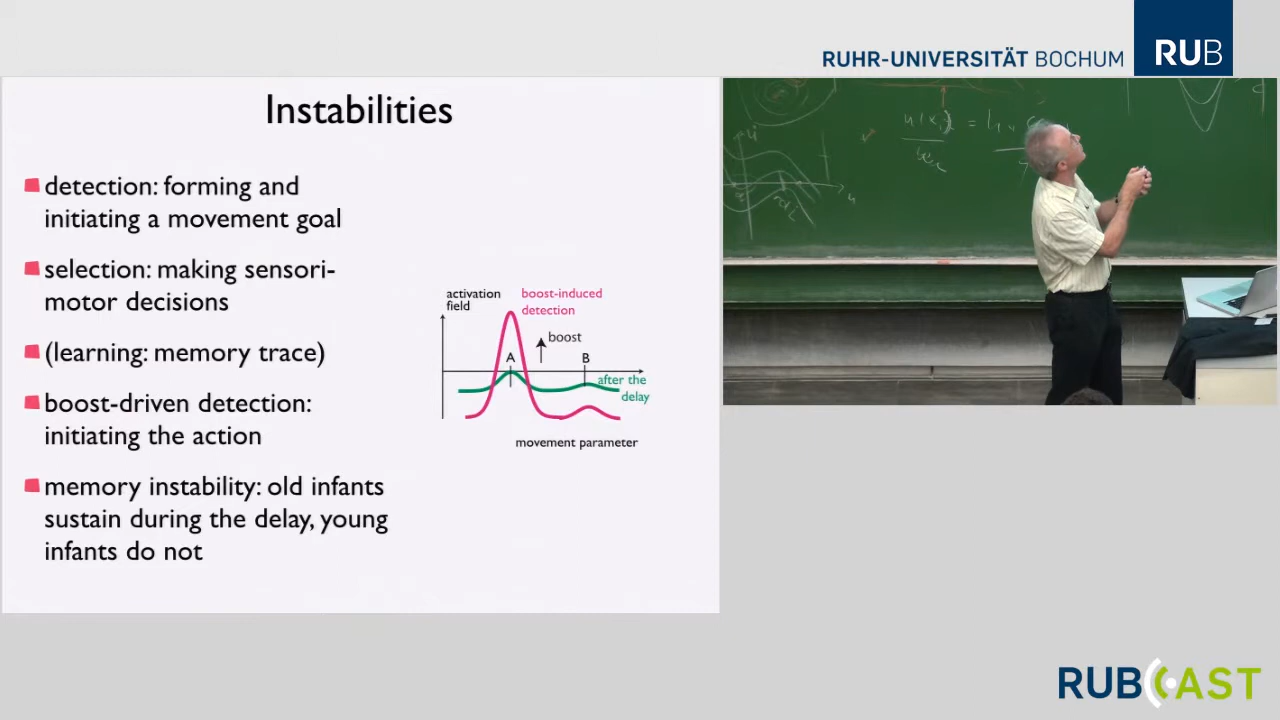 RUHR-UNIVERSITÄT BOCHUM
RUB
Instabilities
detection: forming and
initiating a movement goal
selection: making sensori-
motor decisions
(learning: memory trace)
boost-driven detection:
initiating the action
memory instability: old infants
sustain during the delay, young
infants do not
activation
field
boost-induced
detection
boost
A
B
after the
delay
movement parameter
RUBCAST